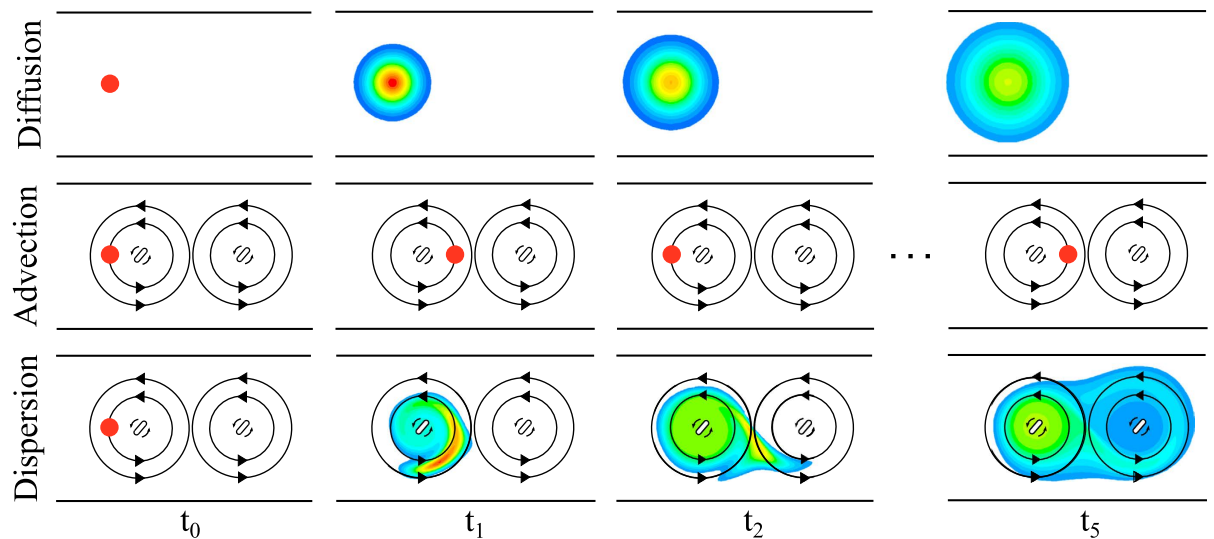 Diffusion
Advection
...
Dispersion
t₀ t₁ t₂ t₅